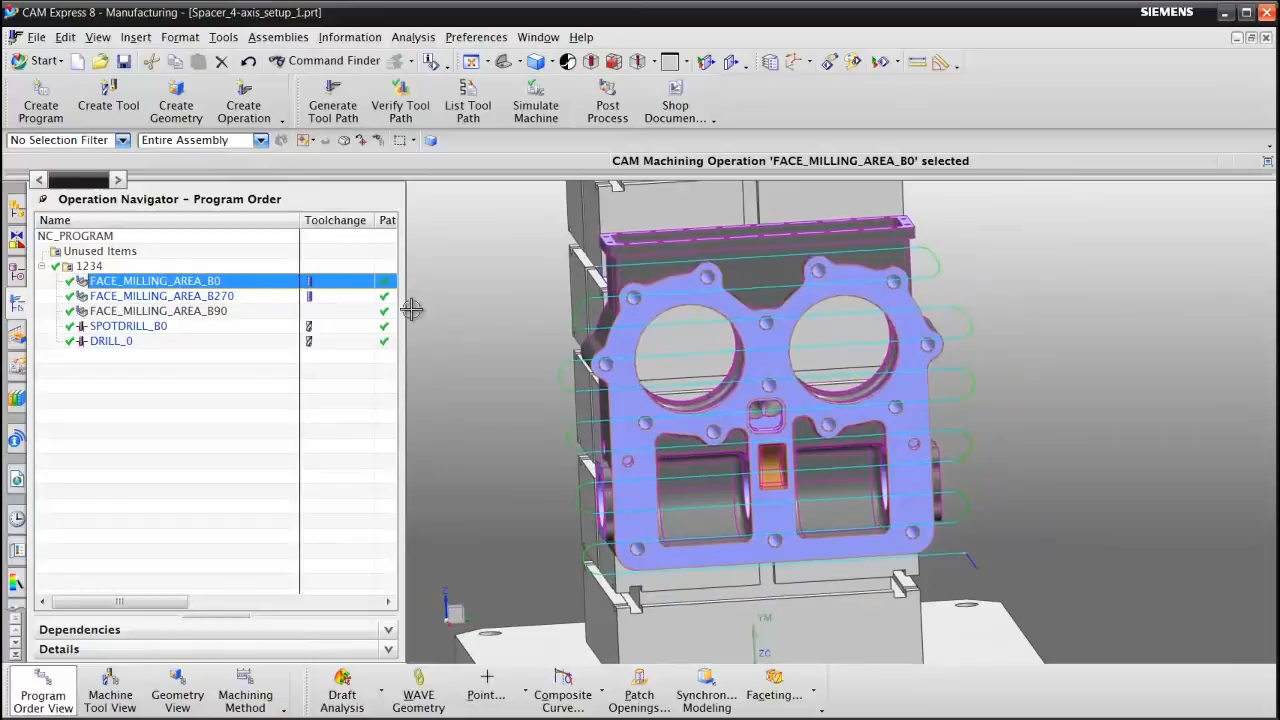 CAM Express 8 - Manufacturing - [Spacer_4-axis_setup_1.prt]
SIEMENS
File Edit View Insert Format Tools Assemblies Information Analysis Preferences Window Help
Start Command Finder
Create Program
Create Tool
Create Geometry
Create Operation
Generate Tool Path
Verify Tool Path
List Tool Path
Simulate Machine
Post Process
Shop Documen...
No Selection Filter Entire Assembly
CAM Machining Operation 'FACE_MILLING_AREA_B0' selected
Operation Navigator - Program Order
Name Toolchange Pat
NC_PROGRAM
Unused Items
1234
FACE_MILLING_AREA_B0
FACE_MILLING_AREA_B270
FACE_MILLING_AREA_B90
SPOTDRILL_B0
DRILL_0
YM
ZC
Z
Dependencies
Details
Program Order View
Machine Tool View
Geometry View
Machining Method
Draft Analysis
WAVE Geometry
Point...
Composite Curve...
Patch Openings...
Synchron... Modeling
Faceting...